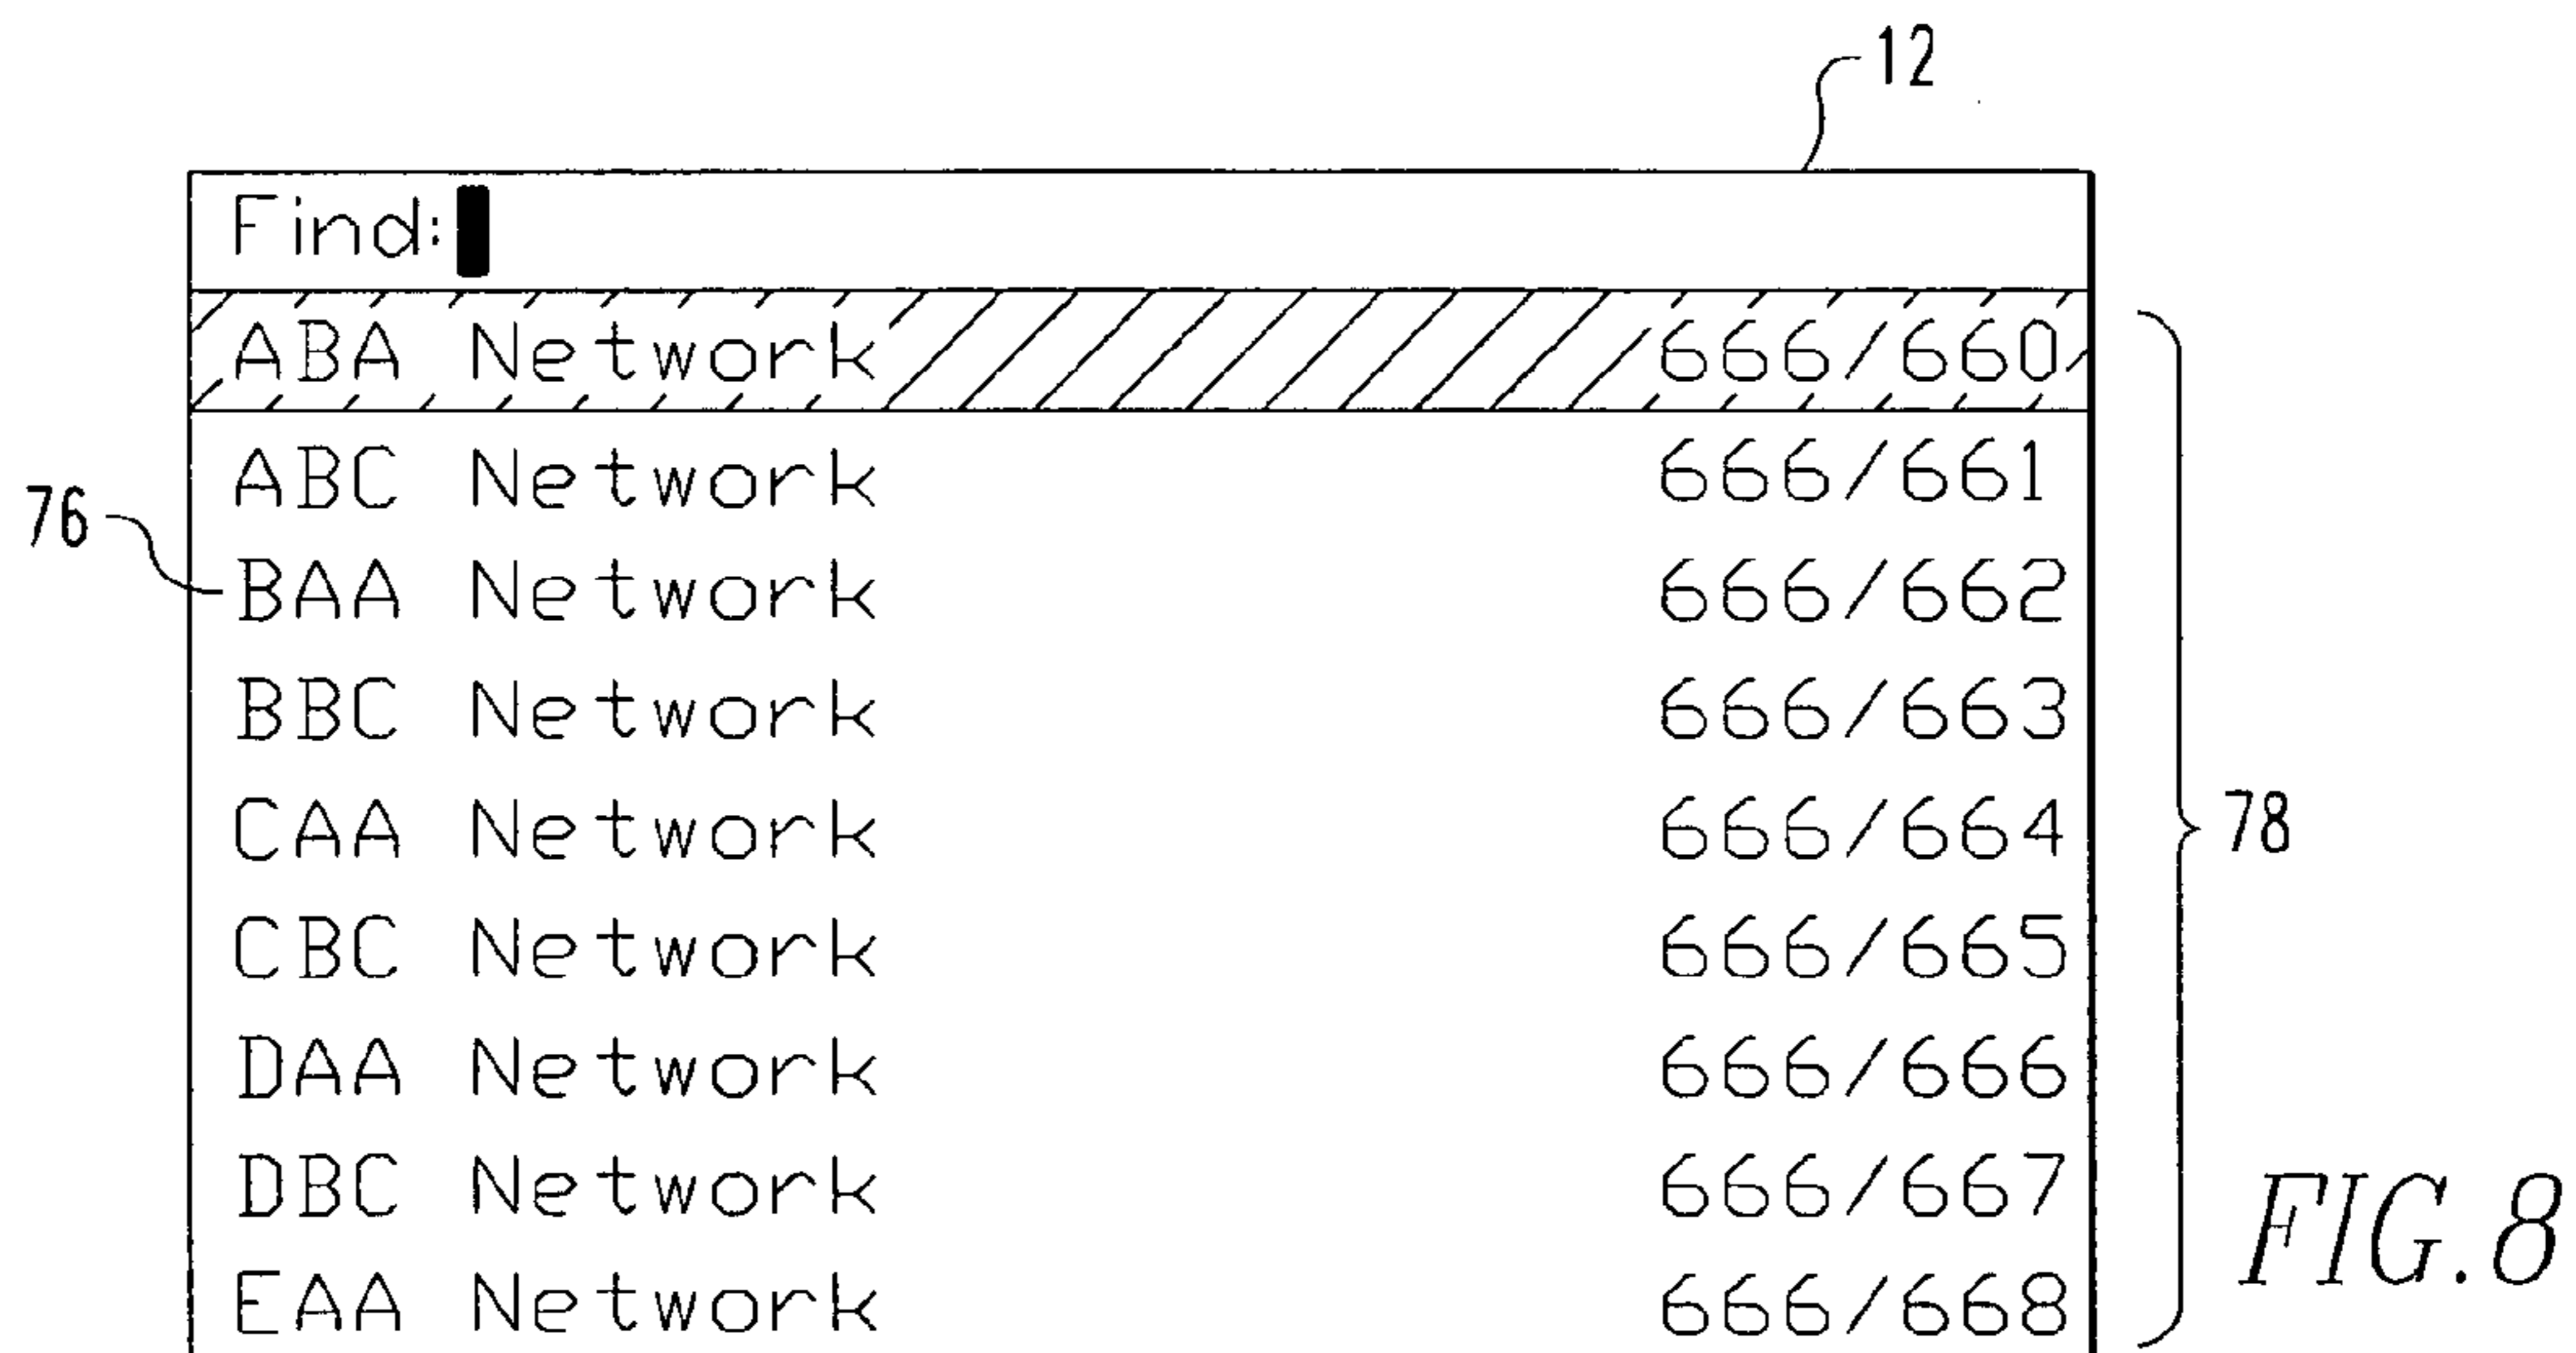 12
Find:
ABA Network 666/660
ABC Network 666/661
76
BAA Network 666/662
BBC Network 666/663
CAA Network 666/664
78
CBC Network 666/665
DAA Network 666/666
DBC Network 666/667
FIG.8
EAA Network 666/668